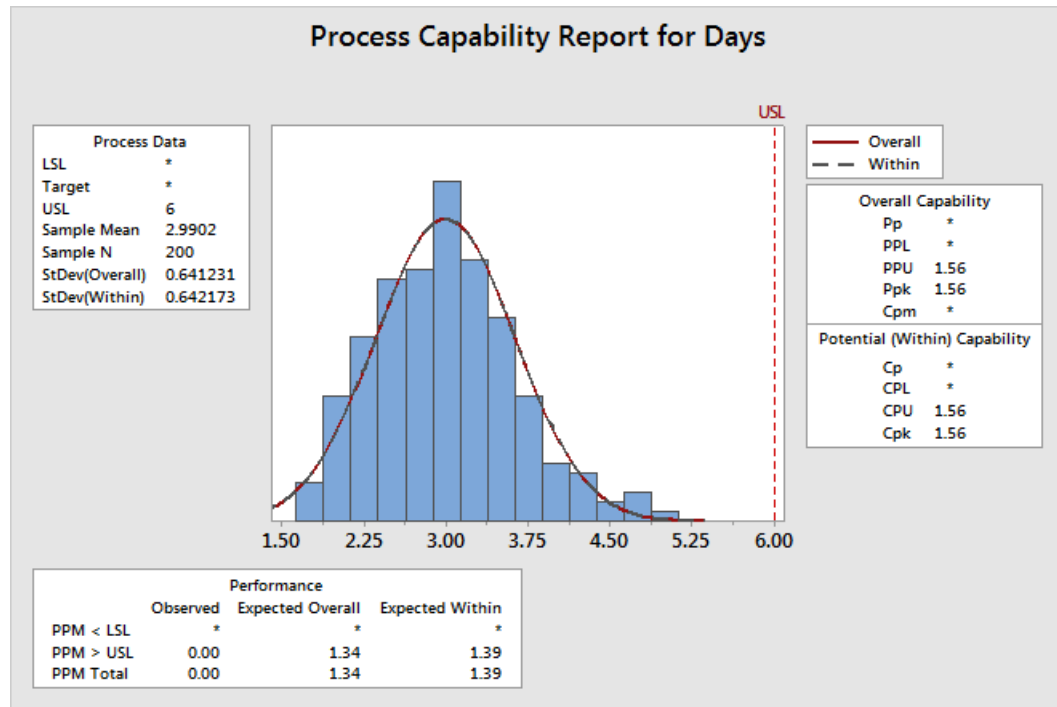 Process Capability Report for Days
USL
Process Data
LSL *
Target *
USL 6
Sample Mean 2.9902
Sample N 200
StDev(Overall) 0.641231
StDev(Within) 0.642173
Overall
Within
Overall Capability
Pp *
PPL *
PPU 1.56
Ppk 1.56
Cpm *
Potential (Within) Capability
Cp *
CPL *
CPU 1.56
Cpk 1.56
1.50 2.25 3.00 3.75 4.50 5.25 6.00
Performance
Observed Expected Overall Expected Within
PPM < LSL * * *
PPM > USL 0.00 1.34 1.39
PPM Total 0.00 1.34 1.39